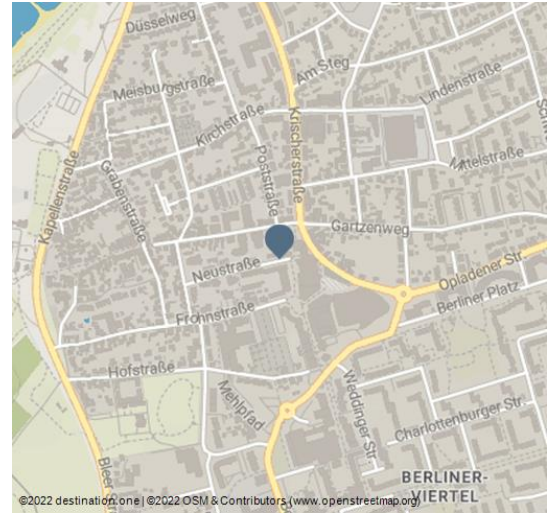 Düsselweg
Am Steg
Meisburgstraße
Lindenstraße
Kirchstraße
Krischerstraße
Poststraße
Mittelstraße
Grabenstraße
Kapellenstraße
Gartzenweg
Neustraße
Opladener Str.
Berliner Platz
Frohnstraße
Hofstraße
Mehlpfad
Weddinger Str.
Charlottenburger Str.
BERLINER-
VIERTEL
©2022 destination.one | ©2022 OSM & Contributors (www.openstreetmap.org)